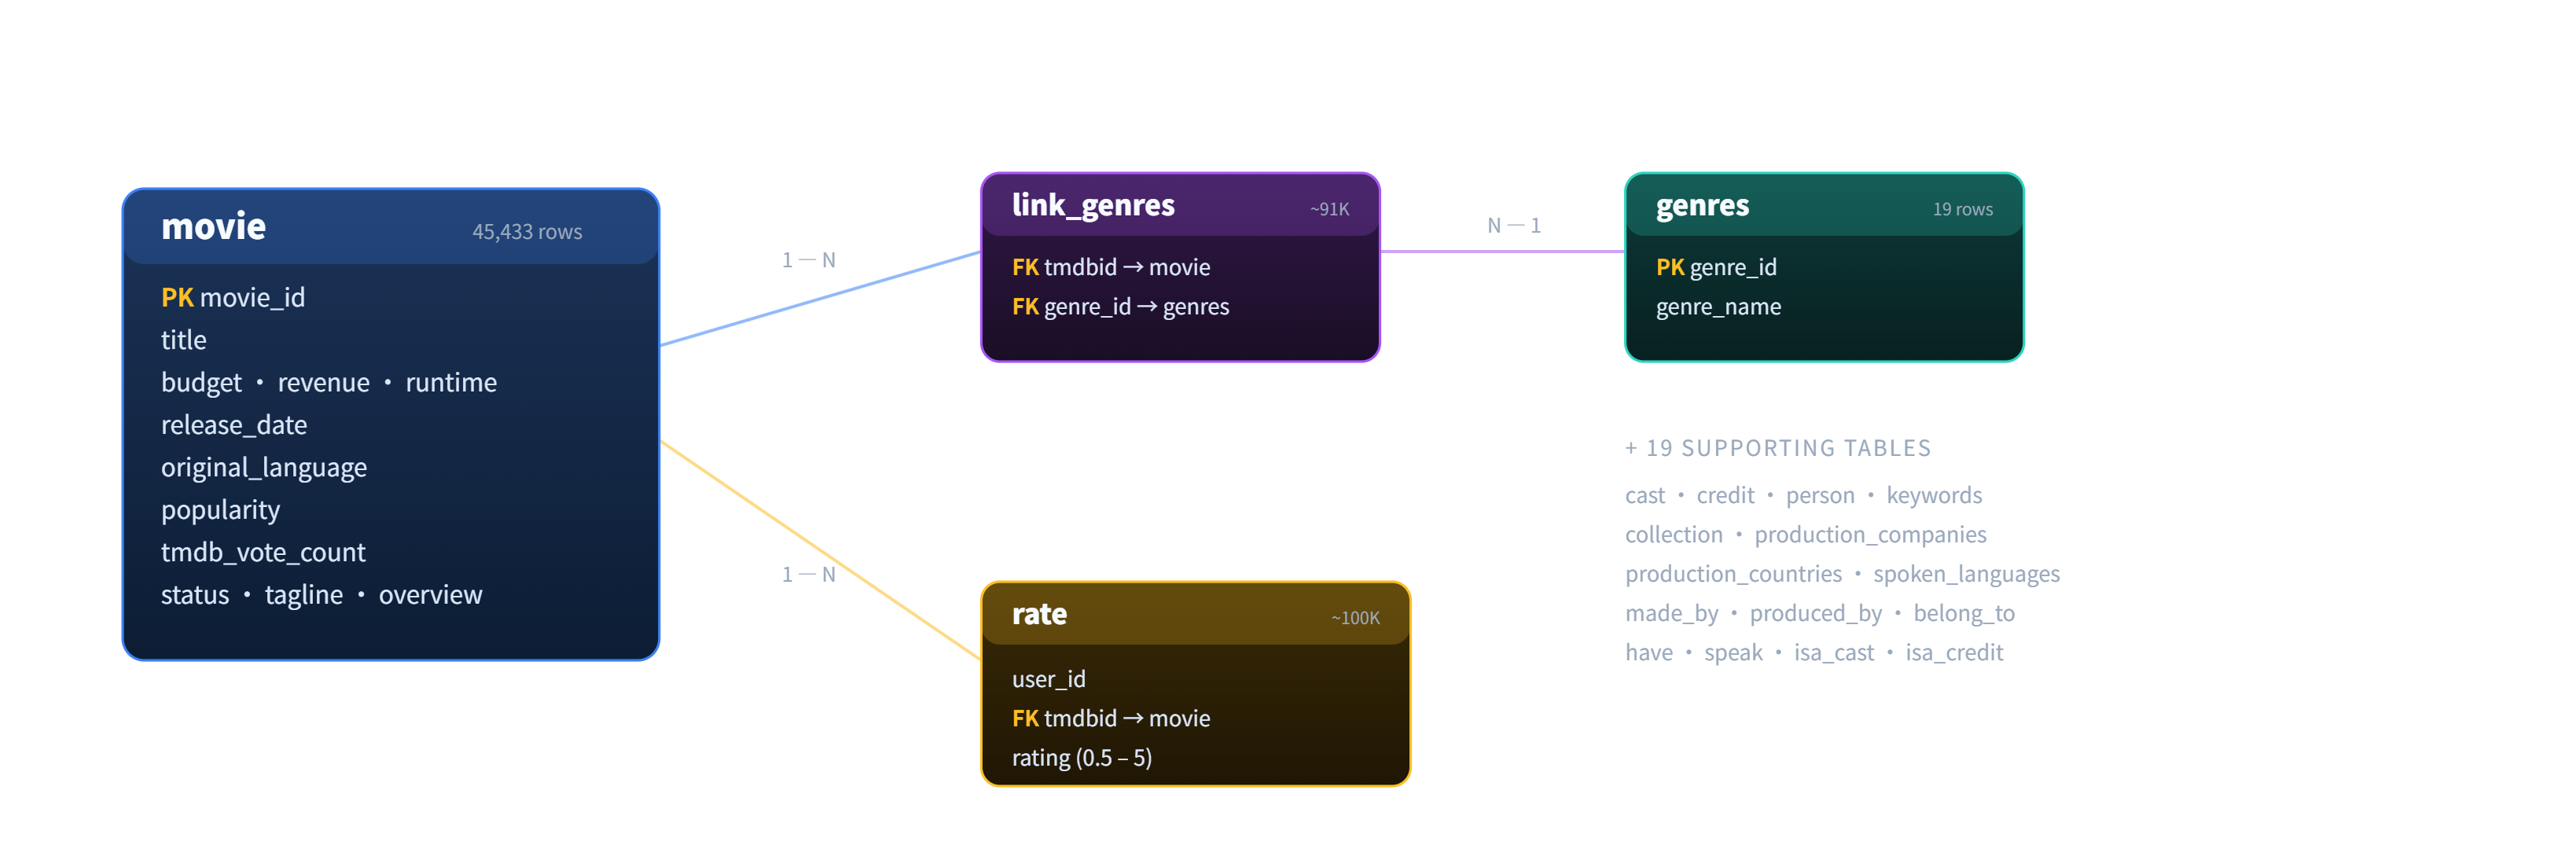 movie 45,433 rows
PK movie_id
title
budget • revenue • runtime
release_date
original_language
popularity
tmdb_vote_count
status • tagline • overview
1 — N
1 — N
link_genres ~91K
FK tmdbid → movie
FK genre_id → genres
N — 1
genres 19 rows
PK genre_id
genre_name
rate ~100K
user_id
FK tmdbid → movie
rating (0.5 – 5)
+ 19 SUPPORTING TABLES
cast • credit • person • keywords
collection • production_companies
production_countries • spoken_languages
made_by • produced_by • belong_to
have • speak • isa_cast • isa_credit